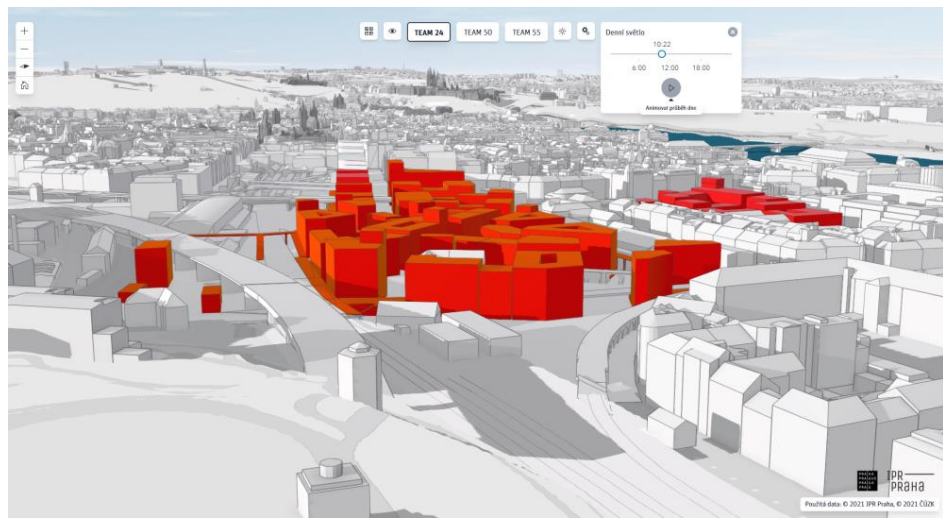 TEAM 24
TEAM 50
TEAM 55
Denní světlo
10:22
6:00 12:00 18:00
Animovat průběh dne
IPR
PRAHA
Použitá data: © 2021 IPR Praha, © 2021 ČÚZK